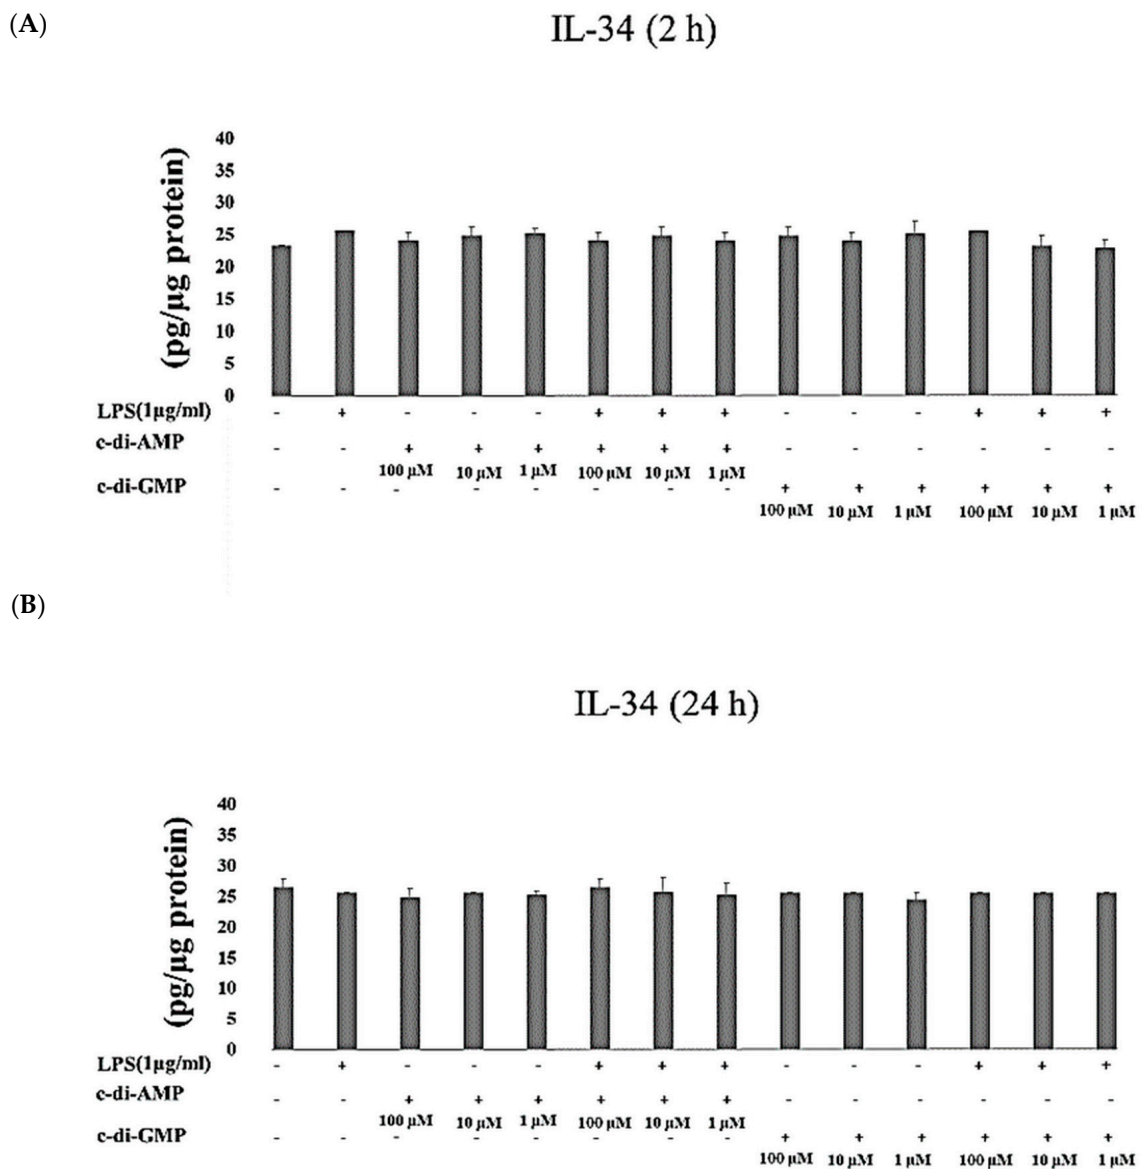 (A)
IL-34 (2 h)
(pg/µg protein)
40
35
30
25
20
15
10
5
0
LPS(1µg/ml) - + - - - + + + - - - + + +
c-di-AMP - - + + + + + + - - - - - -
100 µM 10 µM 1 µM 100 µM 10 µM 1 µM
c-di-GMP - - - - - - - - + + + + + +
100 µM 10 µM 1 µM 100 µM 10 µM 1 µM
(B)
IL-34 (24 h)
(pg/µg protein)
40
35
30
25
20
15
10
5
0
LPS(1µg/ml) - + - - - + + + - - - + + +
c-di-AMP - - + + + + + + - - - - - -
100 µM 10 µM 1 µM 100 µM 10 µM 1 µM
c-di-GMP - - - - - - - - + + + + + +
100 µM 10 µM 1 µM 100 µM 10 µM 1 µM